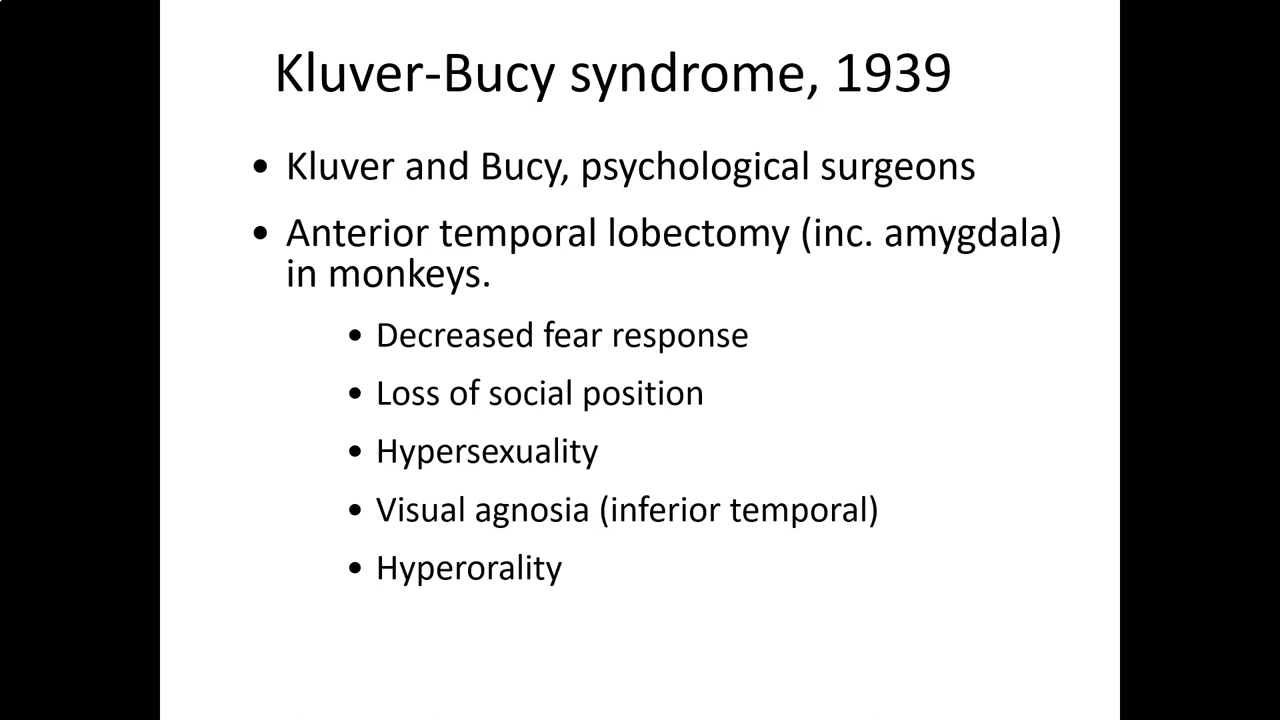 Kluver-Bucy syndrome, 1939
• Kluver and Bucy, psychological surgeons
• Anterior temporal lobectomy (inc. amygdala)
in monkeys.
• Decreased fear response
• Loss of social position
• Hypersexuality
• Visual agnosia (inferior temporal)
• Hyperorality